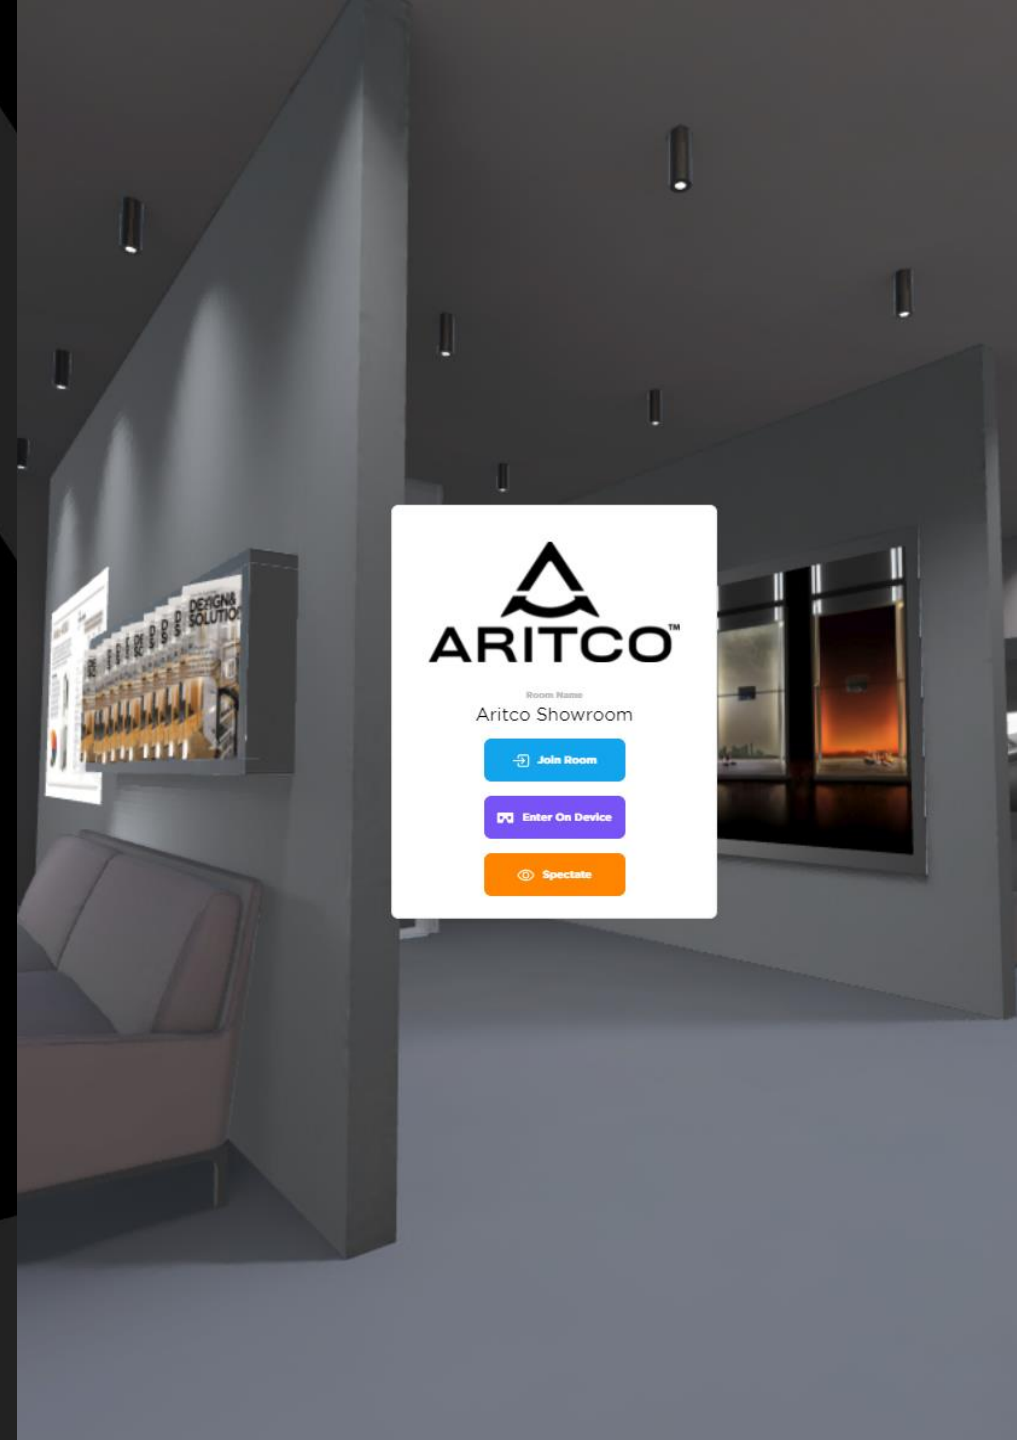 DESIGN&
SOLUTIO
ARITCO™
Room Name
Aritco Showroom
Join Room
Enter On Device
Spectate